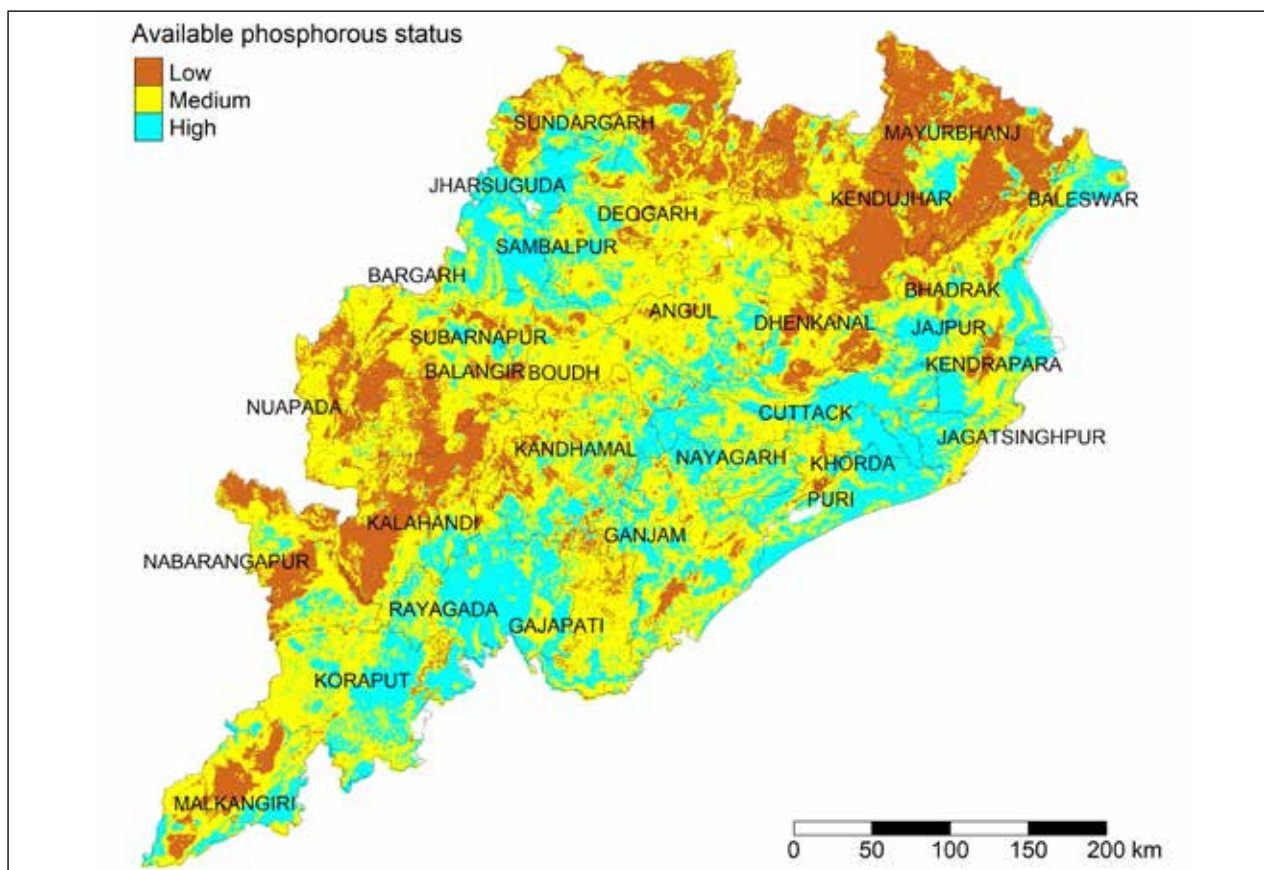 Available phosphorous status
Low
Medium
High
SUNDARGARH
MAYURBHANJ
JHARSUGUDA
KENDUJHAR
BALESWAR
DEOGARH
SAMBALPUR
BARGARH
BHADRAK
ANGUL
DHENKANAL
JAJPUR
SUBARNAPUR
KENDRAPARA
BALANGIR
BOUDH
NUAPADA
CUTTACK
JAGATSINGHPUR
KANDHAMAL
NAYAGARH
KHORDA
PURI
KALAHANDI
GANJAM
NABARANGAPUR
RAYAGADA
GAJAPATI
KORAPUT
MALKANGIRI
0 50 100 150 200 km